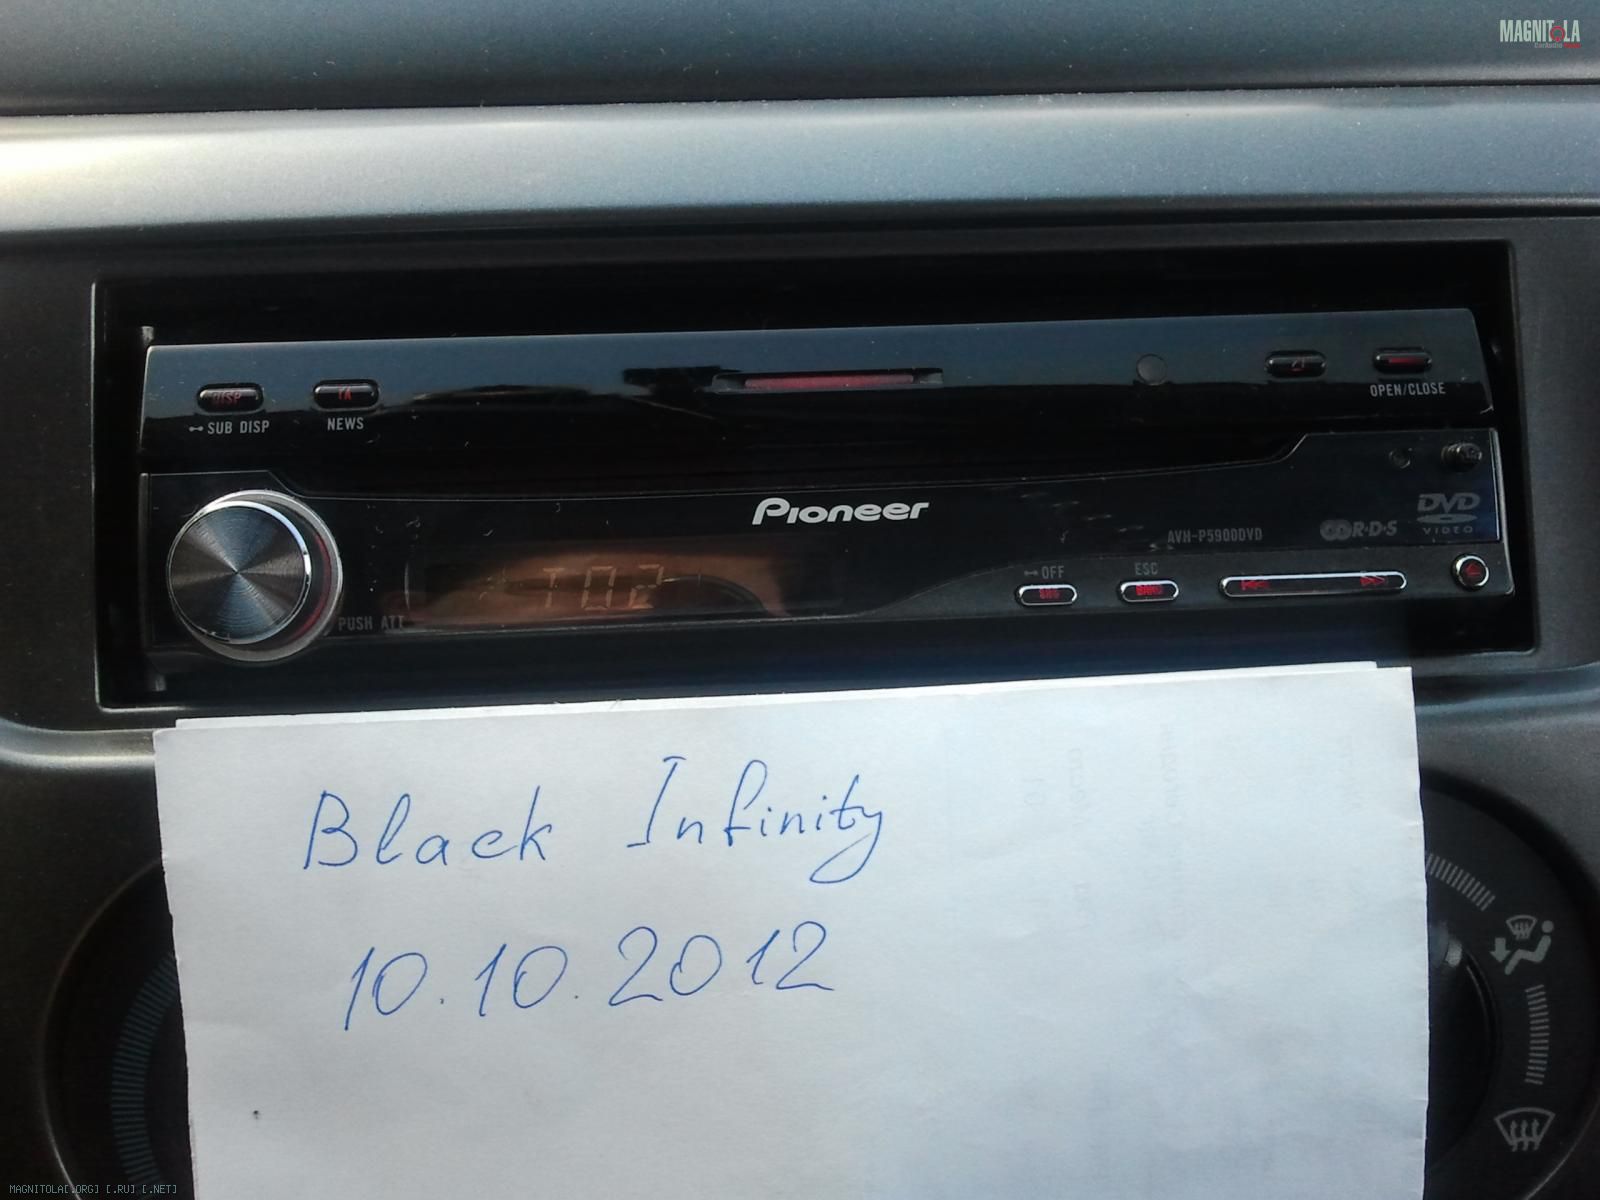 MAGNITOLA
DISP
TA
OPEN/CLOSE
SUB DISP
NEWS
Pioneer
DVD
VIDEO
AVH-P5900DVD
R·D·S
T02
PUSH ATT
OFF
ESC
SRC
BAND
Black Infinity
10.10.2012
MAGNITOLA[.ORG] [.RU] [.NET]